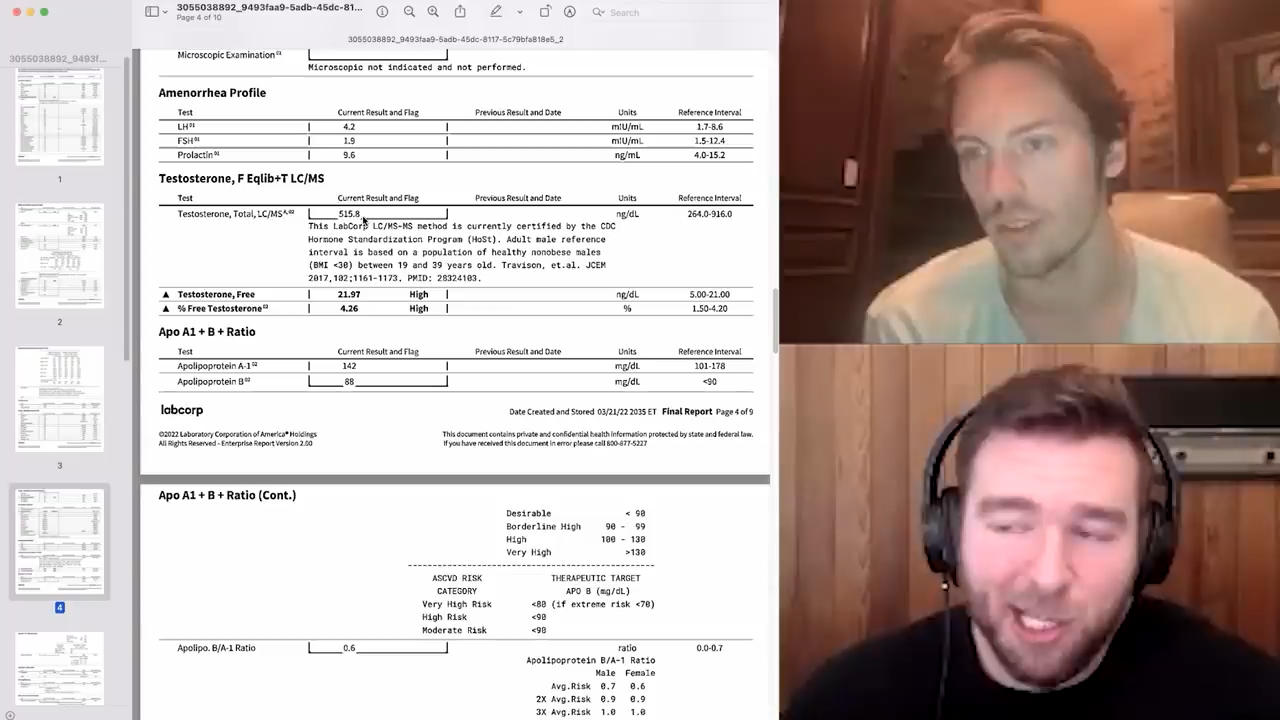 3055038892_9493faa9-5adb-45dc-81...
Page 4 of 10
Search
3055038892_9493f...
3055038892_9493faa9-5adb-45dc-8117-5c79bfa818e5_2
Microscopic Examination 01
Microscopic not indicated and not performed.
Amenorrhea Profile
Test Current Result and Flag Previous Result and Date Units Reference Interval
LH 01 4.2 mIU/mL 1.7-8.6
FSH 01 1.9 mIU/mL 1.5-12.4
Prolactin 01 9.6 ng/mL 4.0-15.2
Testosterone, F Eqlib+T LC/MS
Test Current Result and Flag Previous Result and Date Units Reference Interval
Testosterone, Total, LC/MS A, 02 515.8 ng/dL 264.0-916.0
This LabCorp LC/MS-MS method is currently certified by the CDC
Hormone Standardization Program (HoSt). Adult male reference
interval is based on a population of healthy nonobese males
(BMI <30) between 19 and 39 years old. Travison, et.al. JCEM
2017,102;1161-1173. PMID: 28324103.
▲ Testosterone, Free 21.97 High ng/dL 5.00-21.00
▲ % Free Testosterone 03 4.26 High % 1.50-4.20
Apo A1 + B + Ratio
Test Current Result and Flag Previous Result and Date Units Reference Interval
Apolipoprotein A-1 02 142 mg/dL 101-178
Apolipoprotein B 02 88 mg/dL <90
labcorp
Date Created and Stored 03/21/22 2035 ET Final Report Page 4 of 9
©2022 Laboratory Corporation of America® Holdings
All Rights Reserved - Enterprise Report Version 2.00
This document contains private and confidential health information protected by state and federal law.
If you have received this document in error please call 800-877-5227
Apo A1 + B + Ratio (Cont.)
Desirable < 90
Borderline High 90 - 99
High 100 - 130
Very High >130
ASCVD RISK THERAPEUTIC TARGET
CATEGORY APO B (mg/dL)
Very High Risk <80 (if extreme risk <70)
High Risk <90
Moderate Risk <90
Apolipo. B/A-1 Ratio 0.6 ratio 0.0-0.7
Apolipoprotein B/A-1 Ratio
Male Female
Avg.Risk 0.7 0.6
2X Avg.Risk 0.9 0.9
3X Avg.Risk 1.0 1.0
1
2
3
4